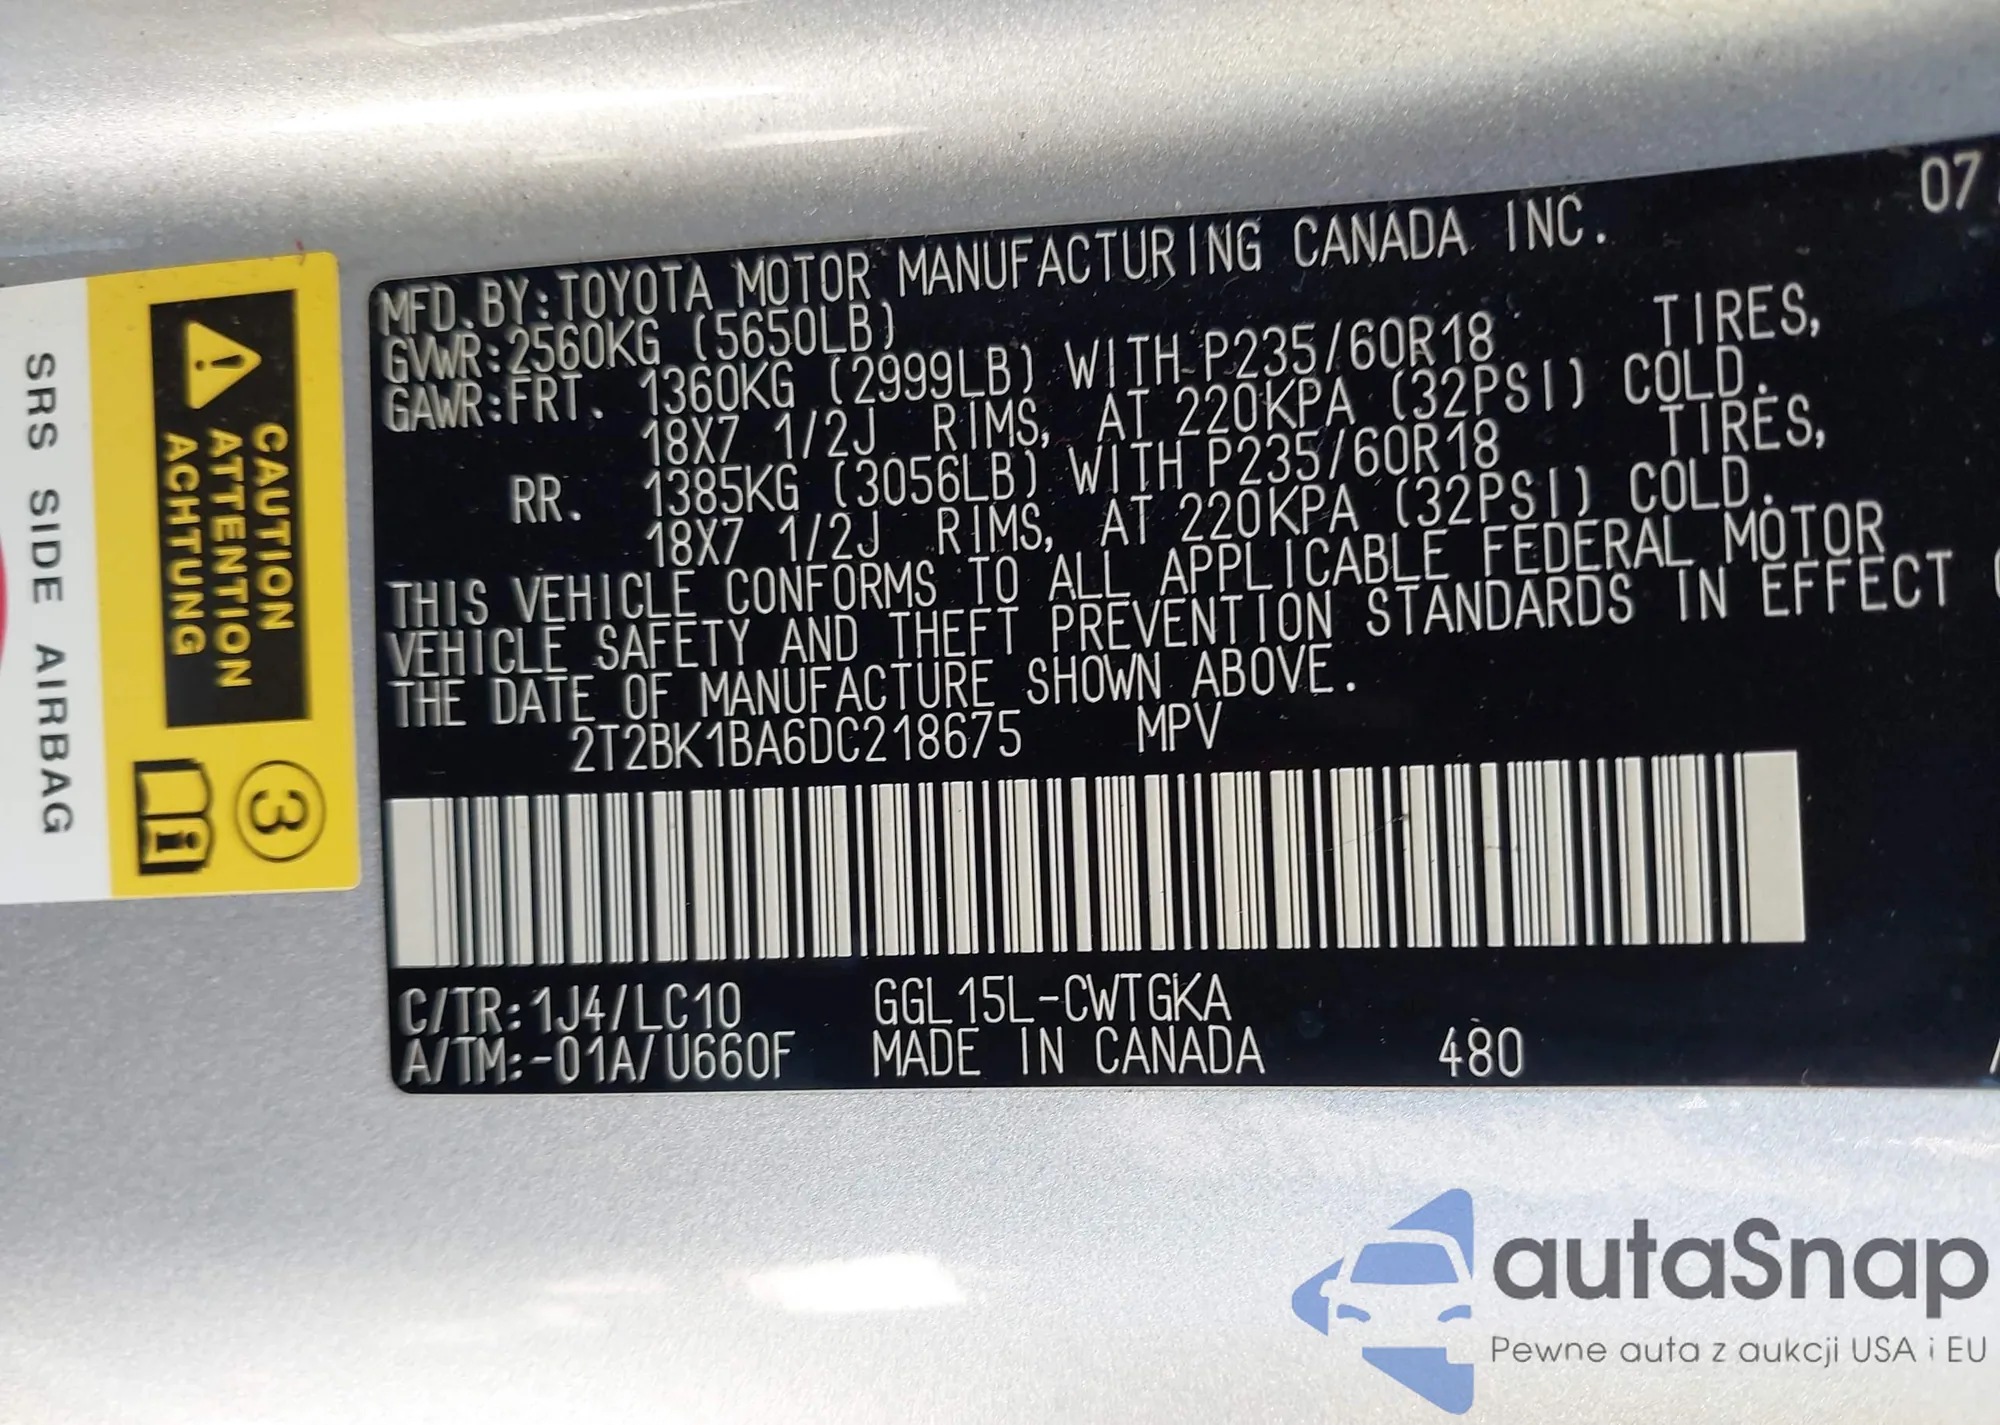 07
MFD.BY:TOYOTA MOTOR MANUFACTURING CANADA INC.
GVWR:2560KG (5650LB)
GAWR:FRT. 1360KG (2999LB) WITH P235/60R18 TIRES,
18X7 1/2J RIMS, AT 220KPA (32PSI) COLD.
RR. 1385KG (3056LB) WITH P235/60R18 TIRES,
18X7 1/2J RIMS, AT 220KPA (32PSI) COLD.
THIS VEHICLE CONFORMS TO ALL APPLICABLE FEDERAL MOTOR
VEHICLE SAFETY AND THEFT PREVENTION STANDARDS IN EFFECT
THE DATE OF MANUFACTURE SHOWN ABOVE.
2T2BK1BA6DC218675 MPV
C/TR:1J4/LC10 GGL15L-CWTGKA
A/TM:-01A/U660F MADE IN CANADA 480
CAUTION
ATTENTION
ACHTUNG
3
SRS SIDE AIRBAG
autaSnap
Pewne auta z aukcji USA i EU